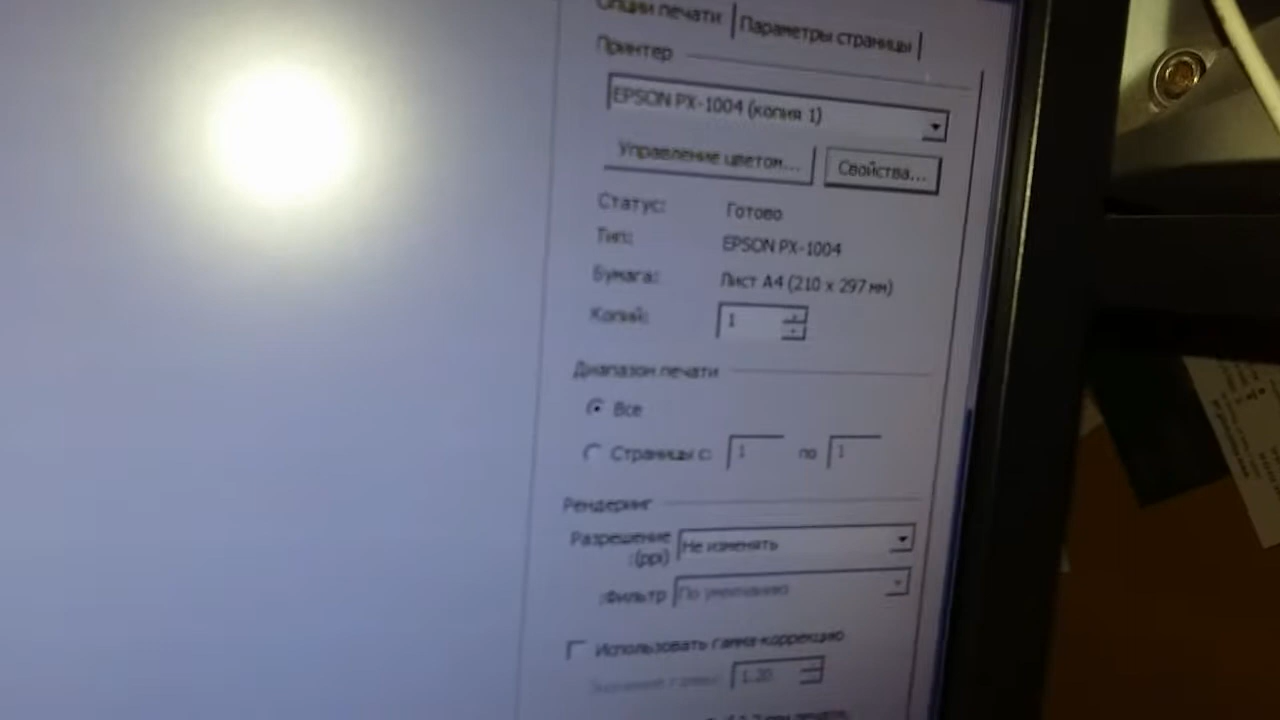 Опции печати Параметры страницы
Принтер
EPSON PX-1004 (копия 1)
Управление цветом... Свойства...
Статус: Готово
Тип: EPSON PX-1004
Бумага: Лист A4 (210 x 297 мм)
Копий: 1
Диапазон печати
Все
Страницы с: 1 по 1
Рендеринг
Разрешение Не изменять
:(ppi)
:Фильтр По умолчанию
Использовать гамма-коррекцию
Значение гаммы: 1.20